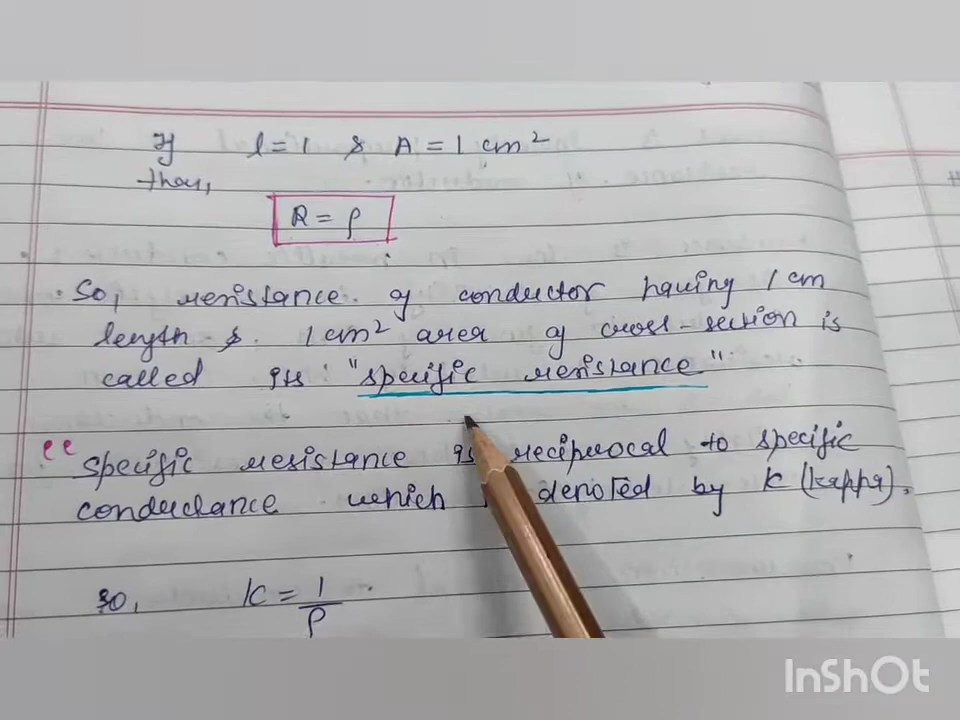 If l = 1 & A = 1 cm²
then,
R = ρ
So, resistance of conductor having 1 cm
length & 1 cm² area of cross-section is
called its "specific resistance"
specific resistance is reciprocal to specific
conductance which denoted by K (kappa).
so, K = 1/ρ
InShOt